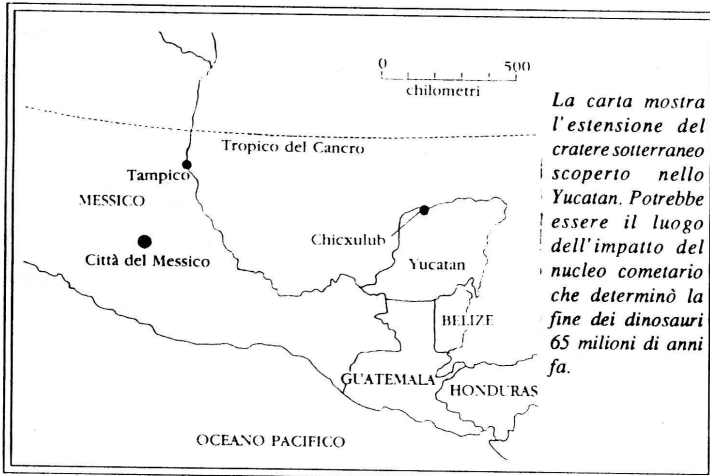 0 500
chilometri
Tropico del Cancro
Tampico
MESSICO
Chicxulub
Città del Messico
Yucatan
BELIZE
GUATEMALA
HONDURAS
OCEANO PACIFICO
La carta mostra
l'estensione del
cratere sotterraneo
scoperto nello
Yucatan. Potrebbe
essere il luogo
dell'impatto del
nucleo cometario
che determinò la
fine dei dinosauri
65 milioni di anni
fa.